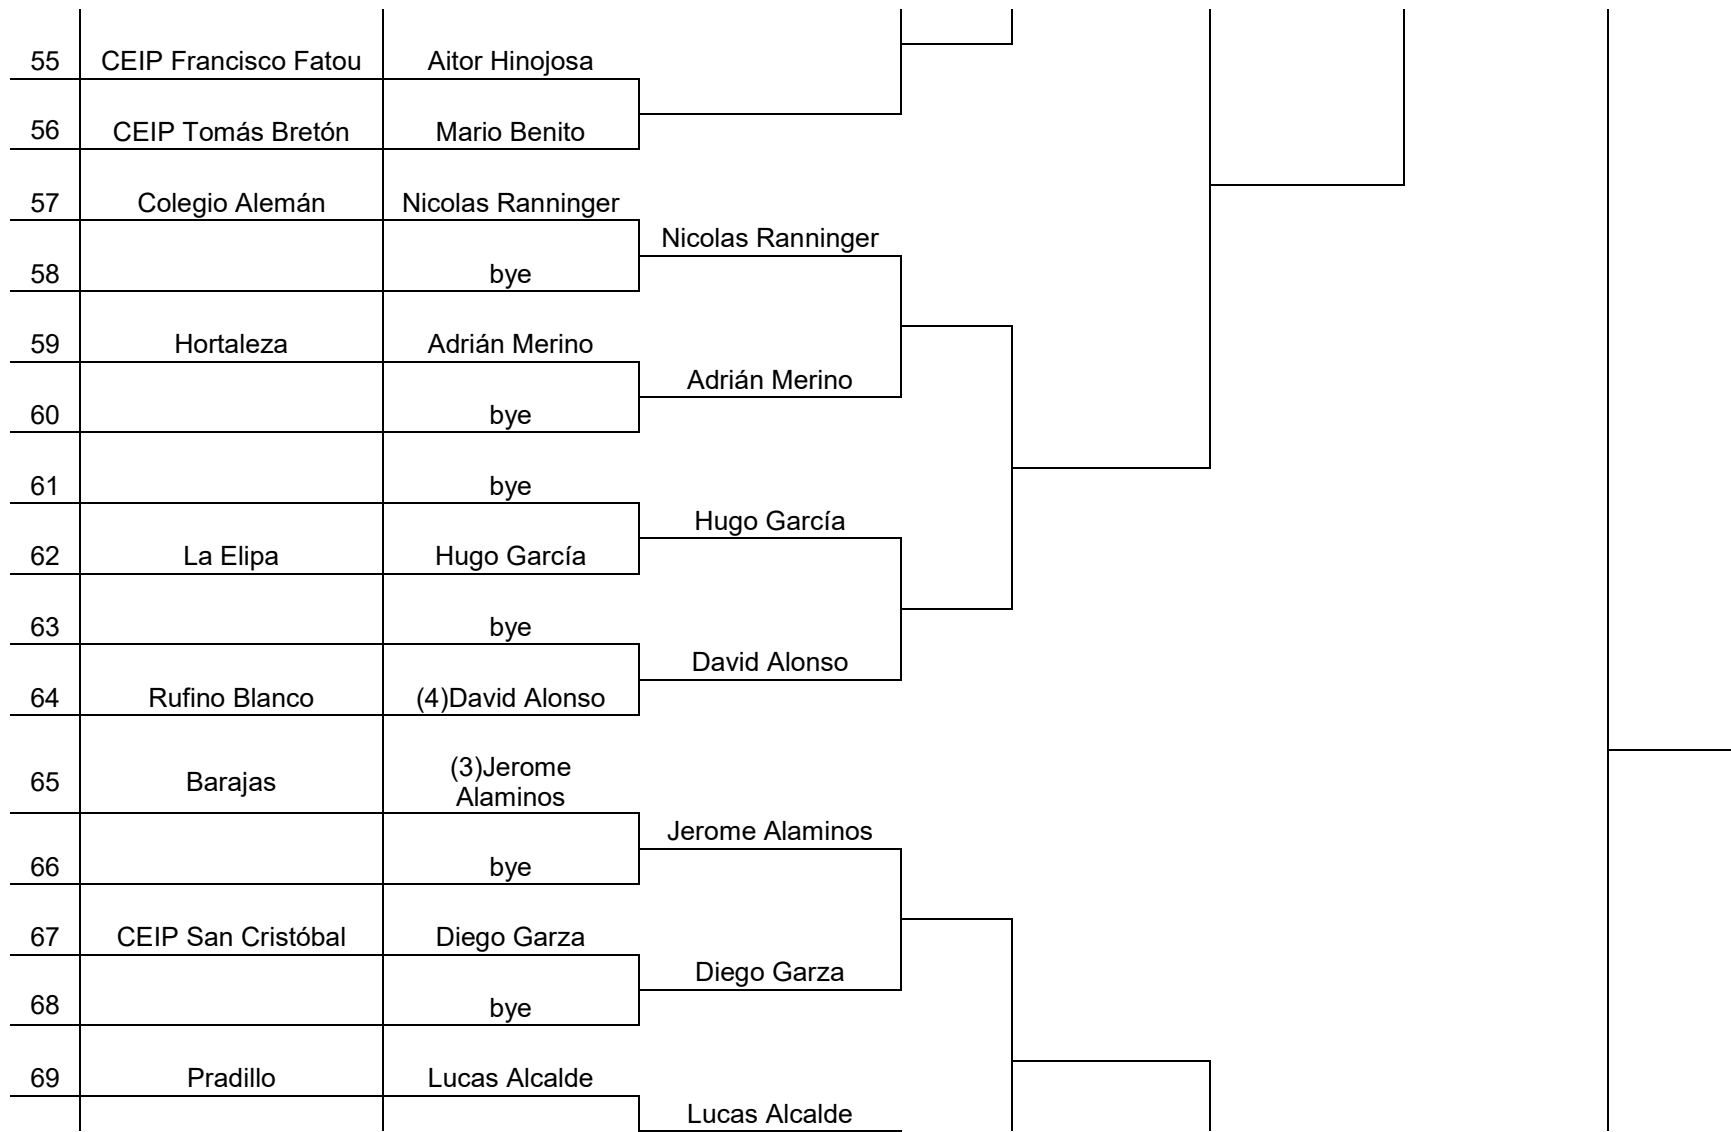 55 CEIP Francisco Fatou Aitor Hinojosa
56 CEIP Tomás Bretón Mario Benito
57 Colegio Alemán Nicolas Ranninger
Nicolas Ranninger
58 bye
59 Hortaleza Adrián Merino
Adrián Merino
60 bye
61 bye
Hugo García
62 La Elipa Hugo García
63 bye
David Alonso
64 Rufino Blanco (4)David Alonso
65 Barajas (3)Jerome
Alaminos
Jerome Alaminos
66 bye
67 CEIP San Cristóbal Diego Garza
Diego Garza
68 bye
69 Pradillo Lucas Alcalde
Lucas Alcalde